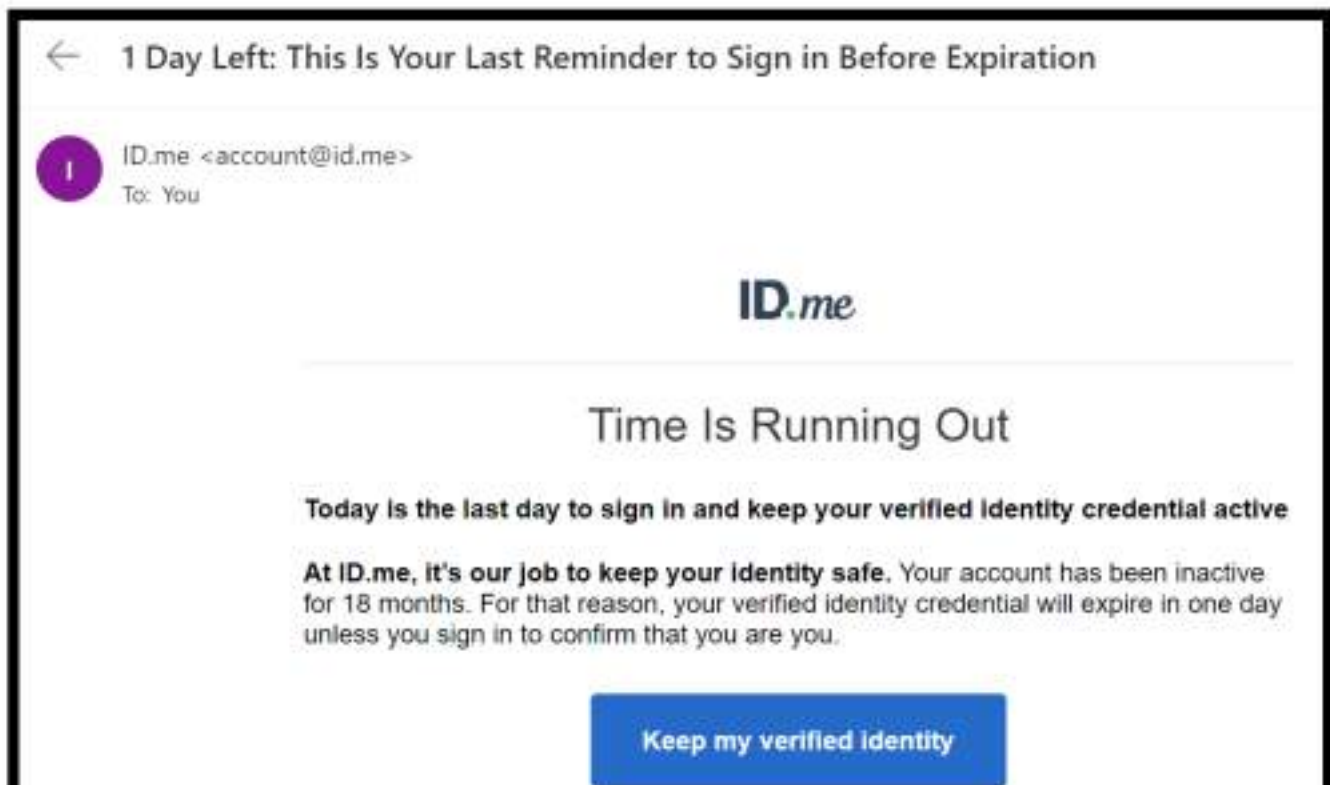 1 Day Left: This Is Your Last Reminder to Sign in Before Expiration
I
ID.me <account@id.me>
To: You
ID.me
Time Is Running Out
Today is the last day to sign in and keep your verified identity credential active
At ID.me, it's our job to keep your identity safe. Your account has been inactive
for 18 months. For that reason, your verified identity credential will expire in one day
unless you sign in to confirm that you are you.
Keep my verified identity